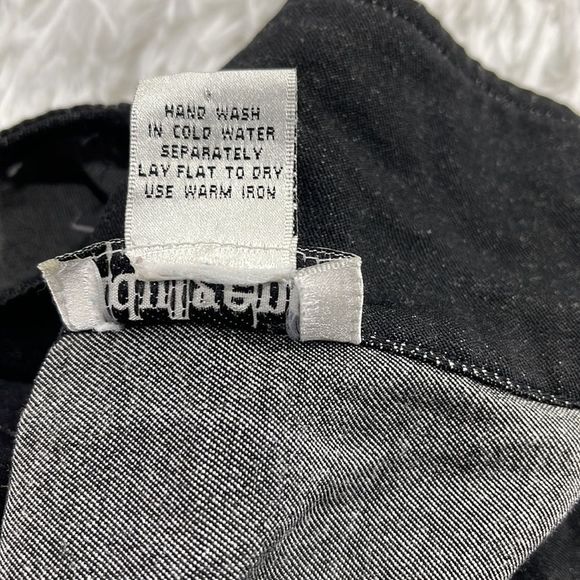 HAND WASH
IN COLD WATER
SEPARATELY
LAY FLAT TO DRY
USE WARM IRON